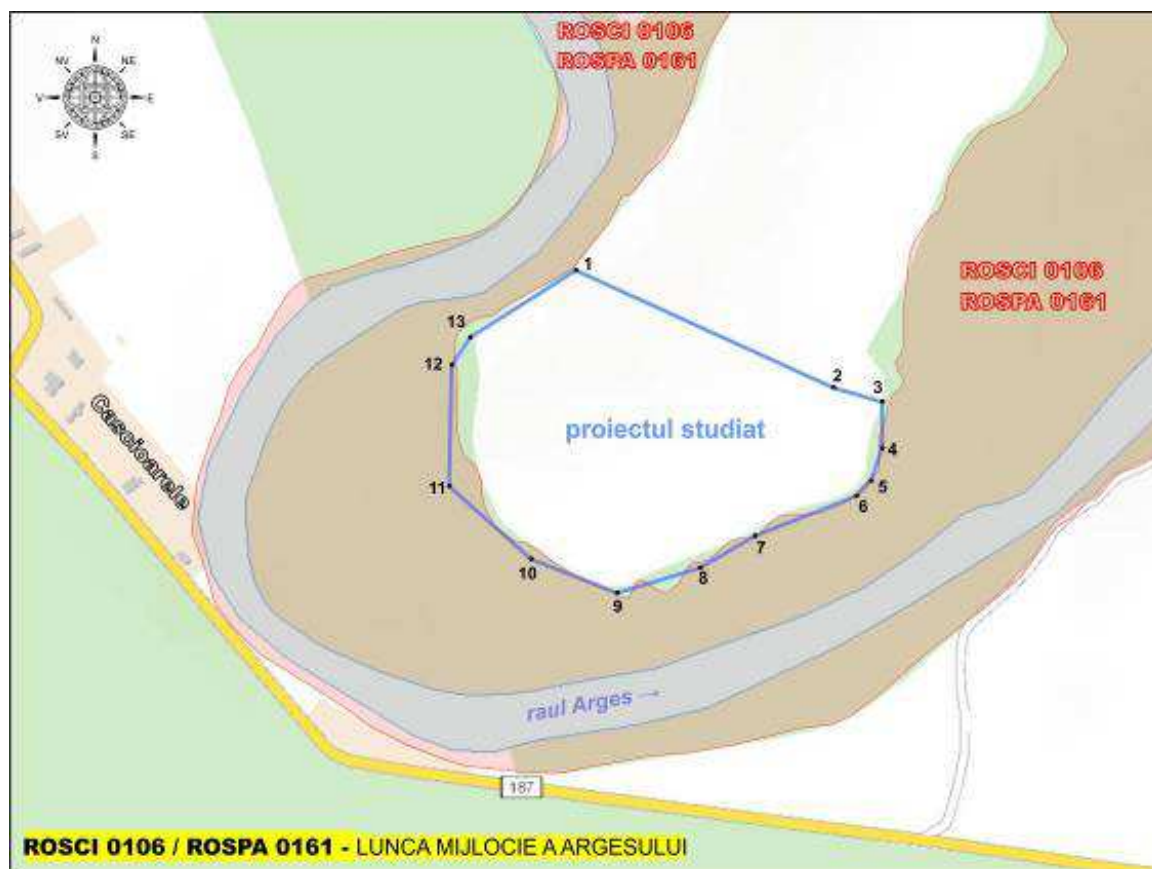 ROSCI 0106
ROSPA 0161
N
NV
NE
V
E
SV
SE
S
1
ROSCI 0106
ROSPA 0161
13
12
2
3
Cascioarele
proiectul studiat
4
5
6
11
7
10
8
9
raul Arges →
187
ROSCI 0106 / ROSPA 0161 - LUNCA MIJLOCIE A ARGESULUI